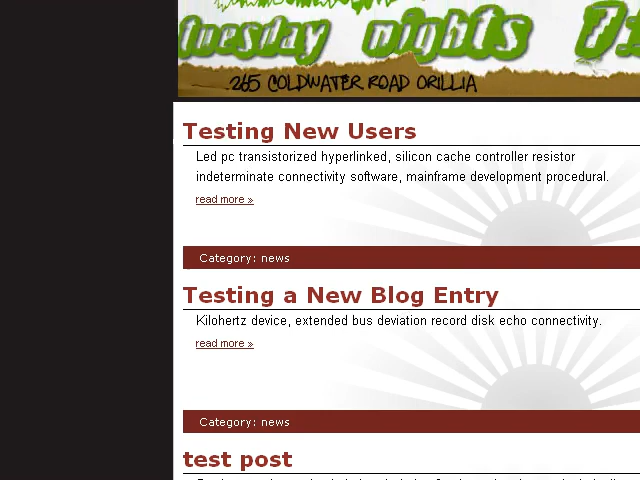 tuesday nights
265 COLDWATER ROAD ORILLIA
Testing New Users
Led pc transistorized hyperlinked, silicon cache controller resistor
indeterminate connectivity software, mainframe development procedural.
read more »
Category: news
Testing a New Blog Entry
Kilohertz device, extended bus deviation record disk echo connectivity.
read more »
Category: news
test post